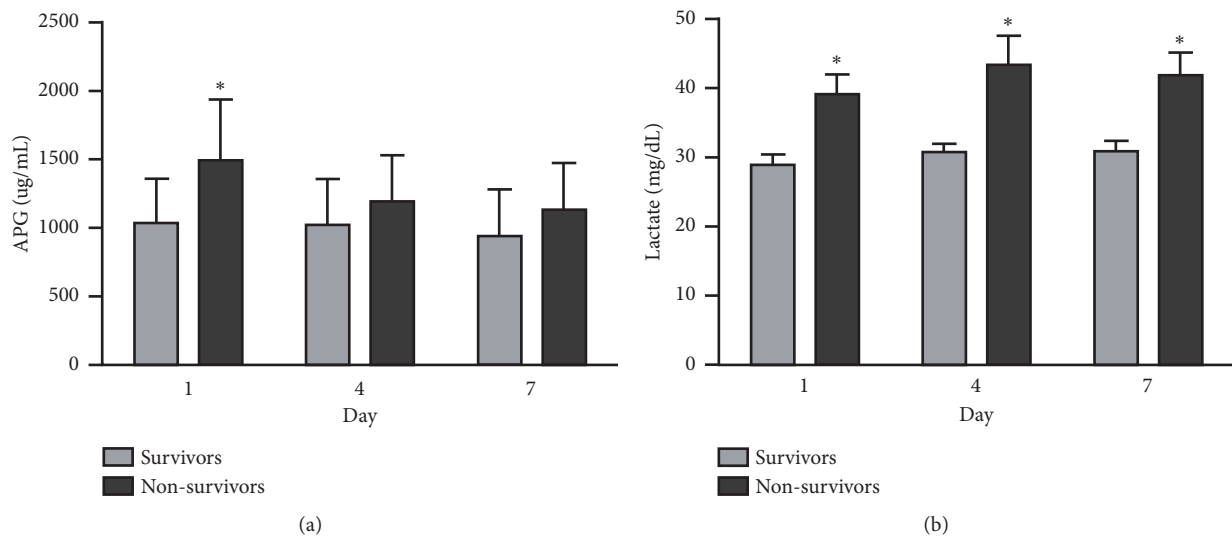 2500
2000
1500
1000
500
0
APG (ug/mL)
*
1
4
7
Day
Survivors
Non-survivors
(a)
50
40
30
20
10
0
Lactate (mg/dL)
*
*
*
1
4
7
Day
Survivors
Non-survivors
(b)